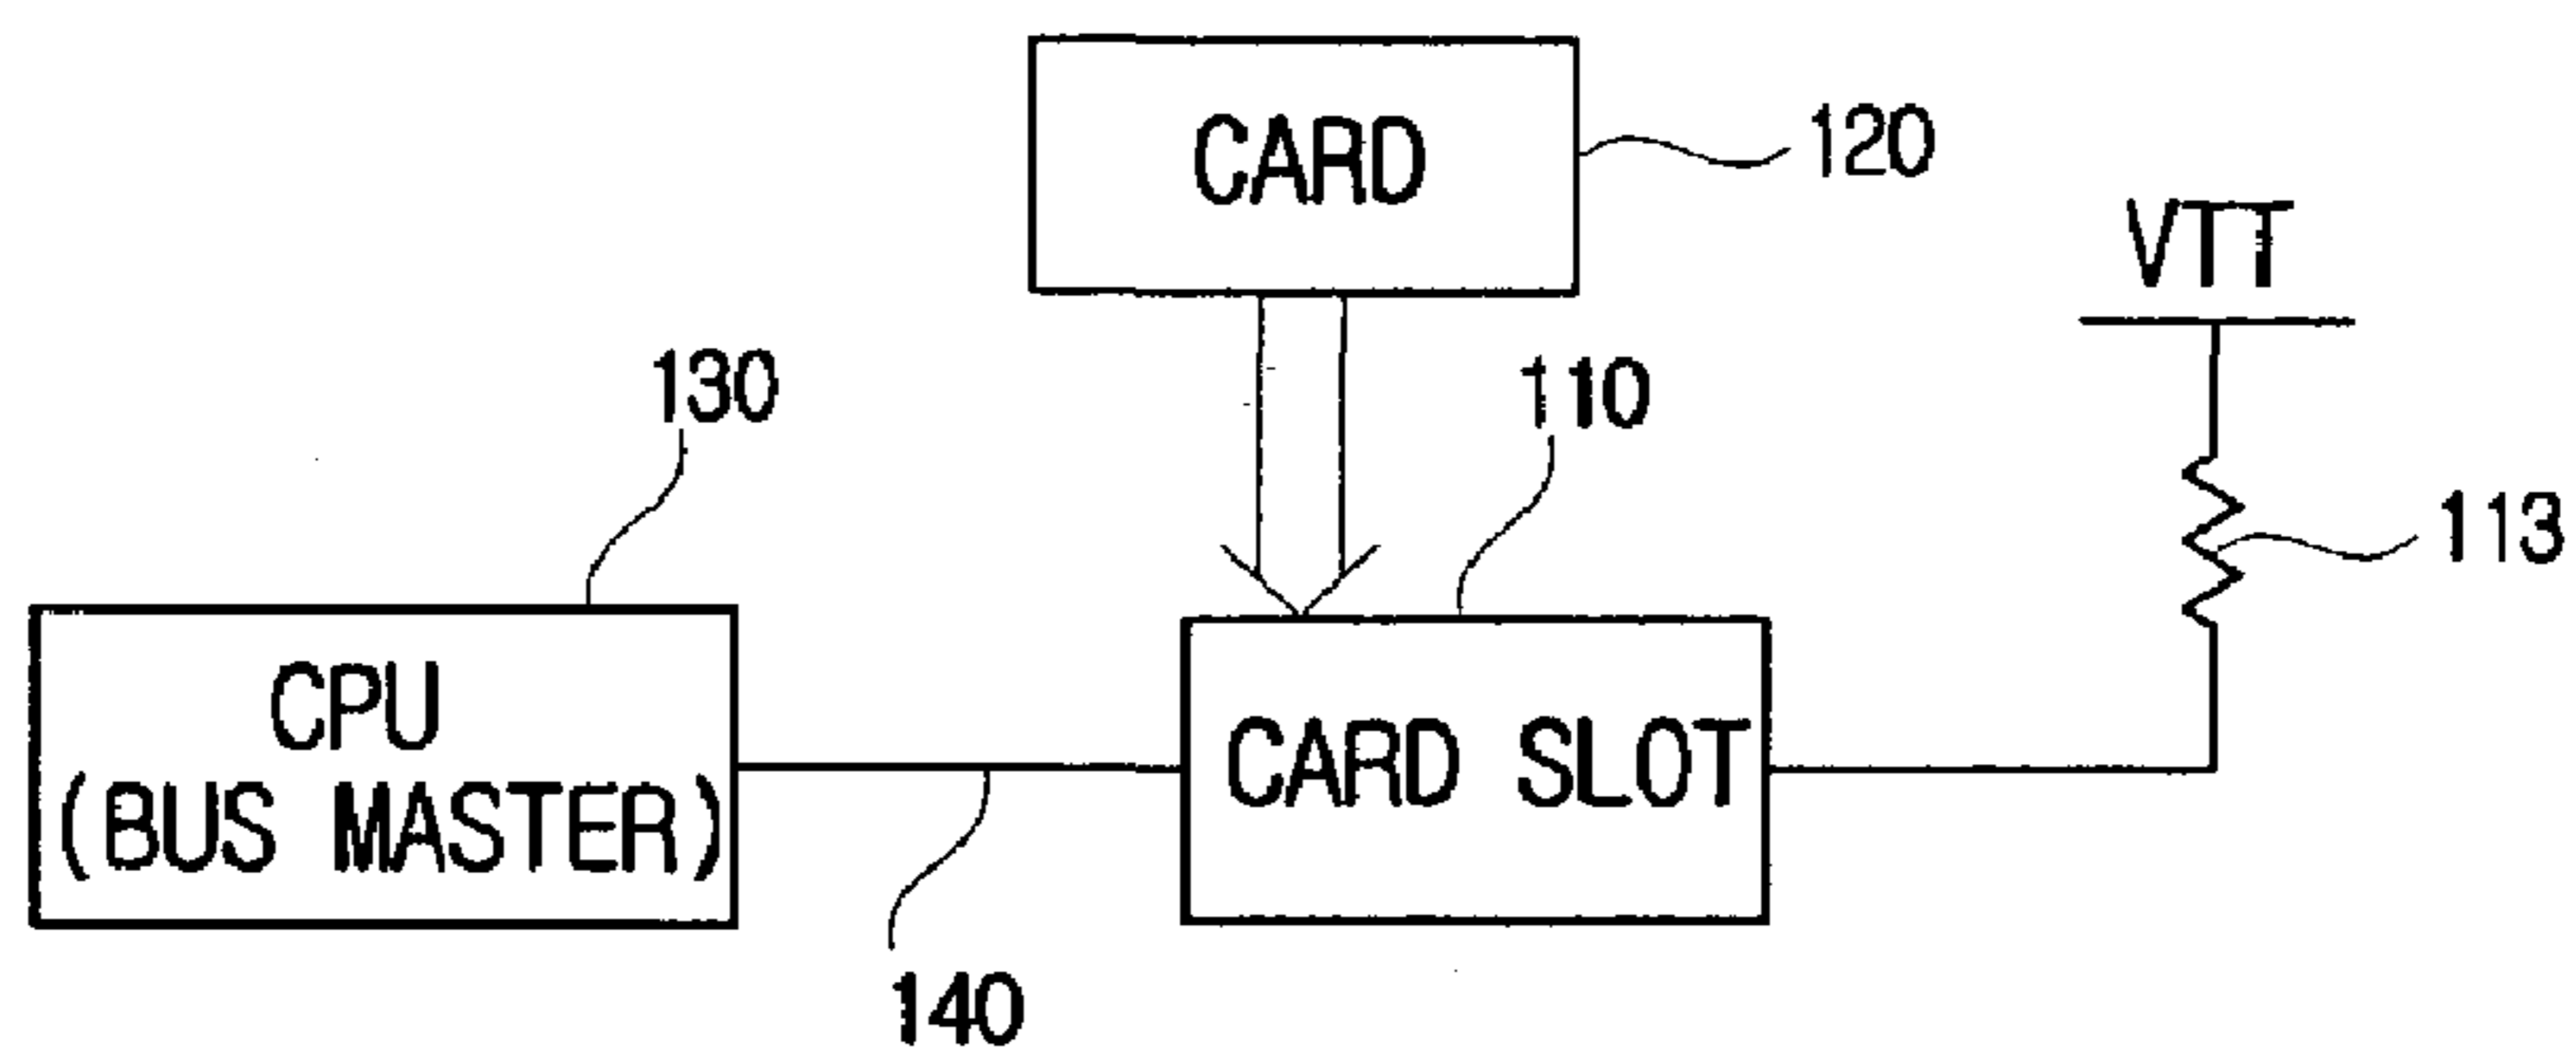 CARD
120
VTT
130
110
113
CPU
(BUS MASTER)
CARD SLOT
140